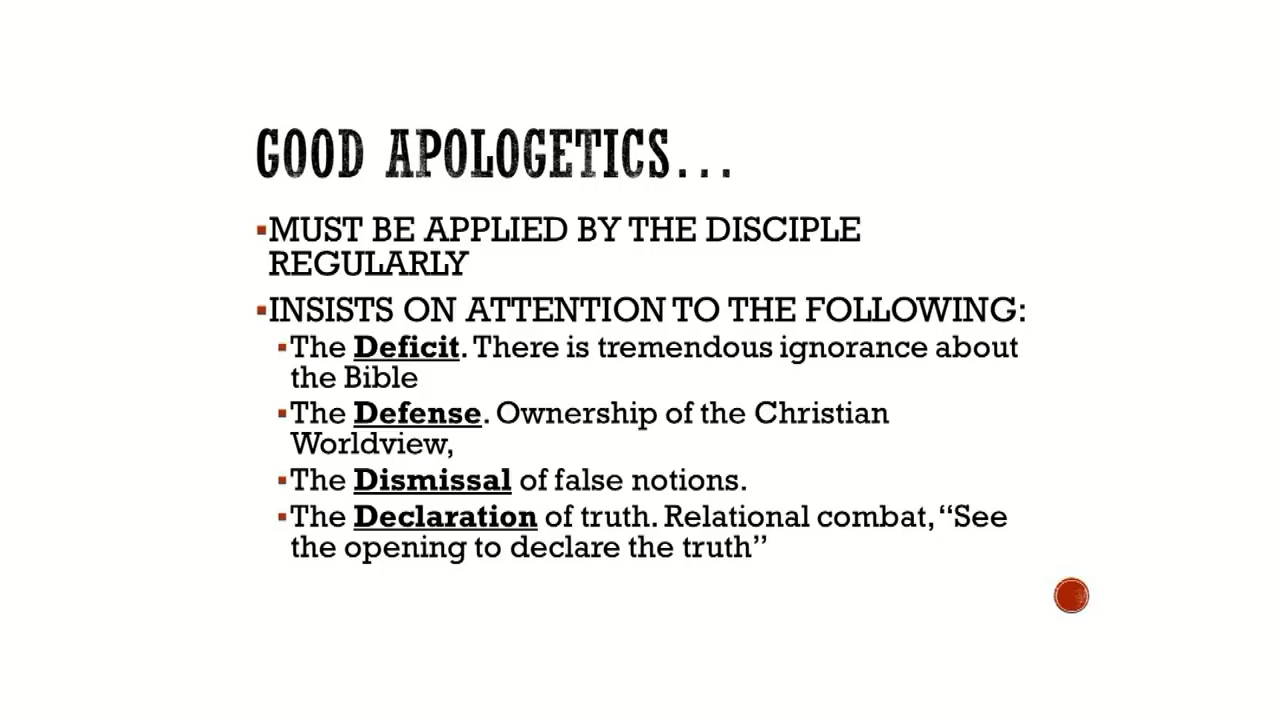 GOOD APOLOGETICS...
▪MUST BE APPLIED BY THE DISCIPLE
REGULARLY
▪INSISTS ON ATTENTION TO THE FOLLOWING:
▪The Deficit. There is tremendous ignorance about
the Bible
▪The Defense. Ownership of the Christian
Worldview,
▪The Dismissal of false notions.
▪The Declaration of truth. Relational combat, “See
the opening to declare the truth”